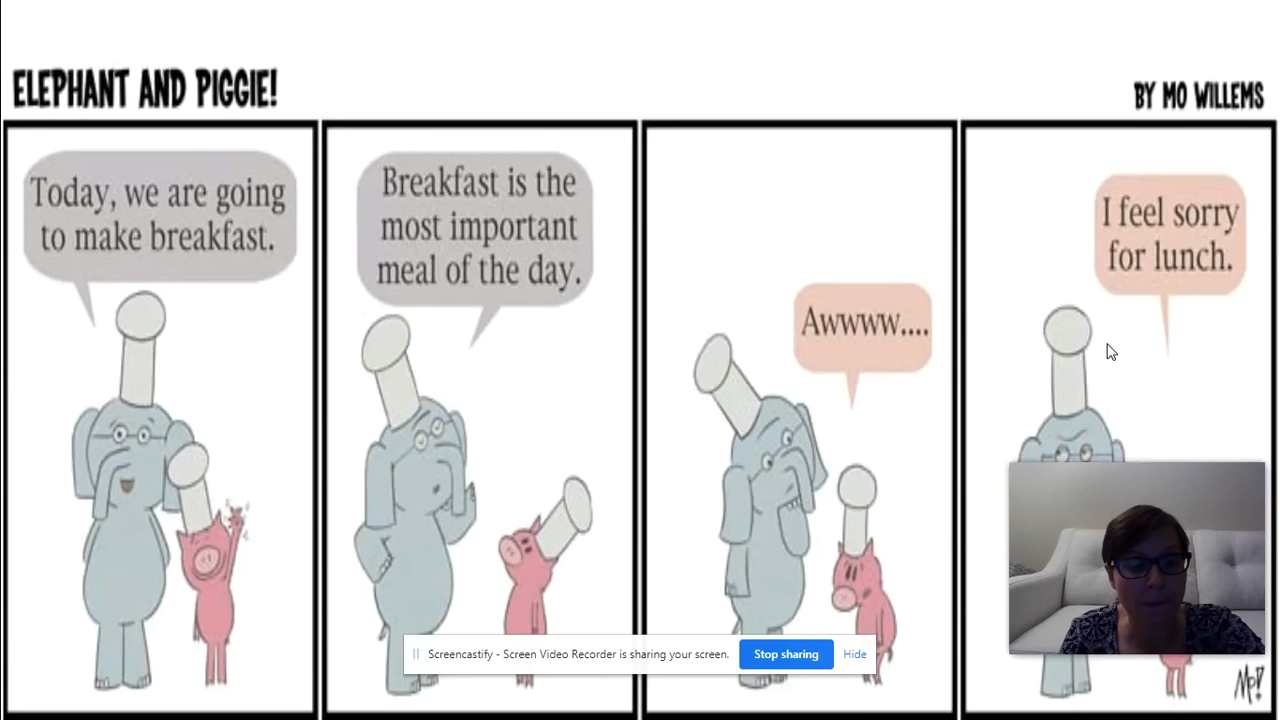 ELEPHANT AND PIGGIE!
BY MO WILLEMS
Today, we are going
to make breakfast.
Breakfast is the
most important
meal of the day.
Awwww....
I feel sorry
for lunch.
Screencastify - Screen Video Recorder is sharing your screen.
Stop sharing
Hide
Mo!